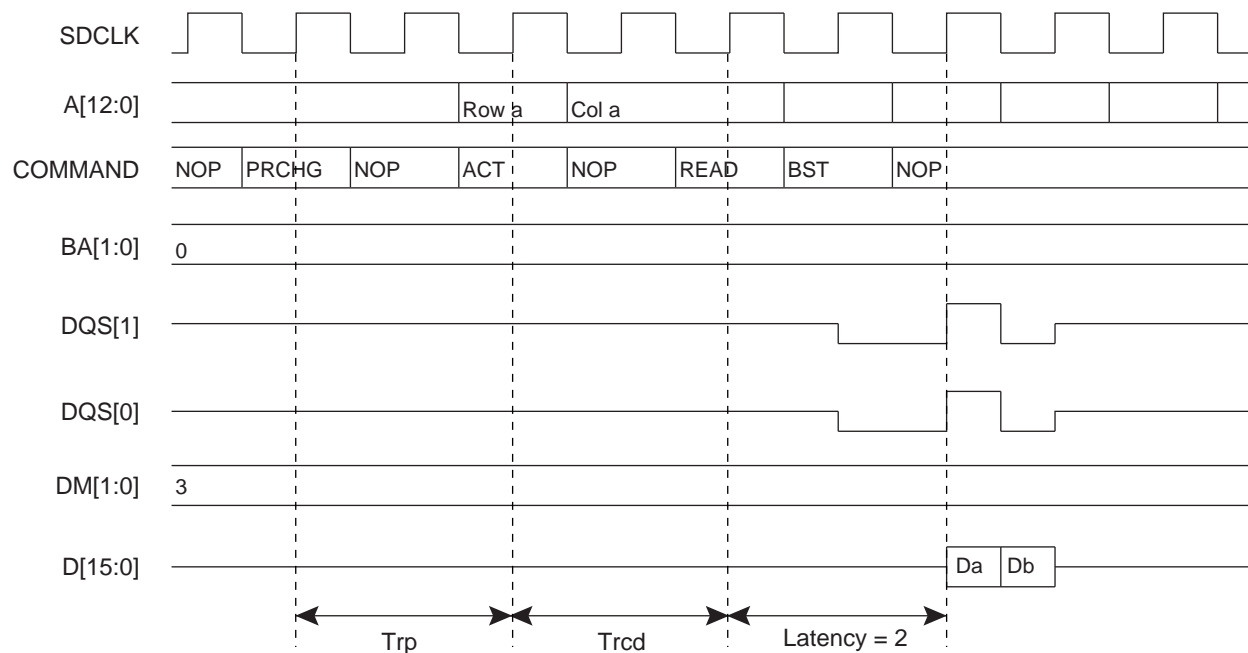 SDCLK
A[12:0] Row a Col a
COMMAND NOP PRCHG NOP ACT NOP READ BST NOP
BA[1:0] 0
DQS[1]
DQS[0]
DM[1:0] 3
D[15:0] Da Db
Trp Trcd Latency = 2